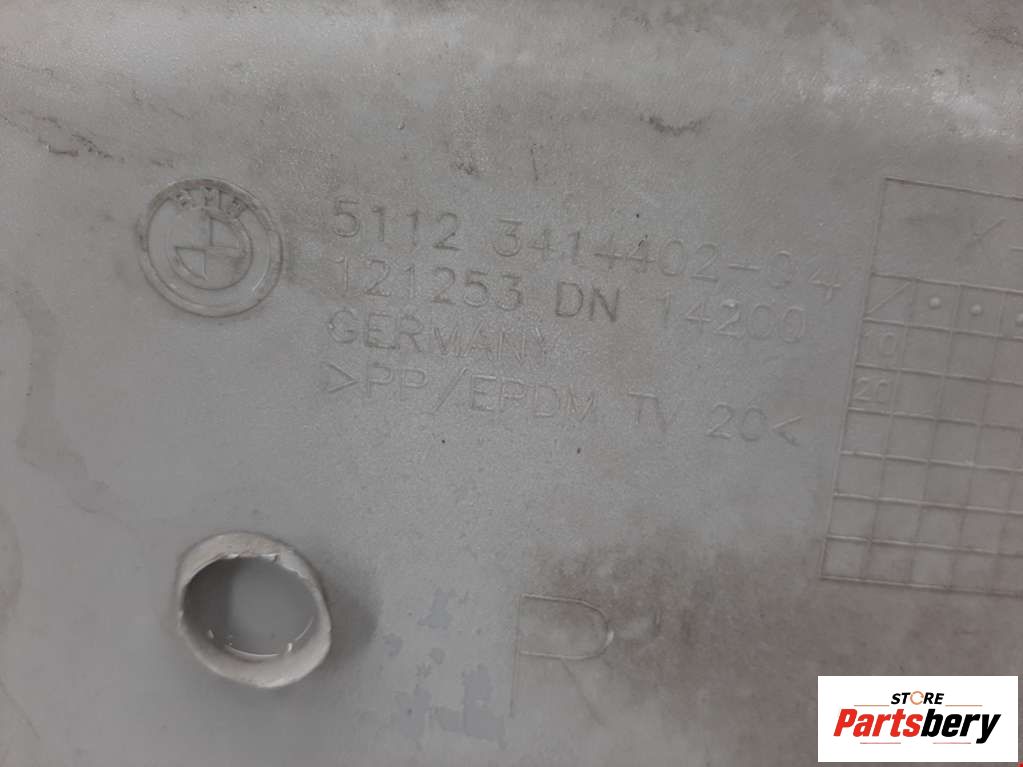 BMW
5112 3414402-04
121253 DN 14200
GERMANY
>PP/EPDM TV 20<
X
10
20
R
STORE
Partsbery